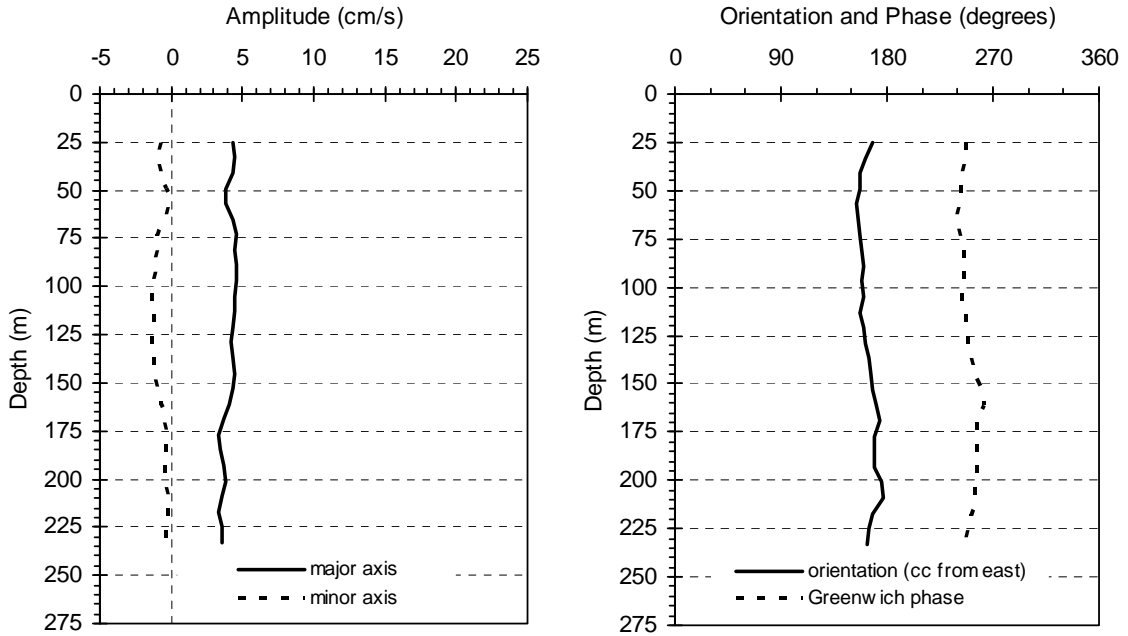 Amplitude (cm/s)
-5 0 5 10 15 20 25
0
25
50
75
100
125
150
175
200
225
250
275
Depth (m)
major axis
minor axis
Orientation and Phase (degrees)
0 90 180 270 360
0
25
50
75
100
125
150
175
200
225
250
275
Depth (m)
orientation (cc from east)
Greenwich phase